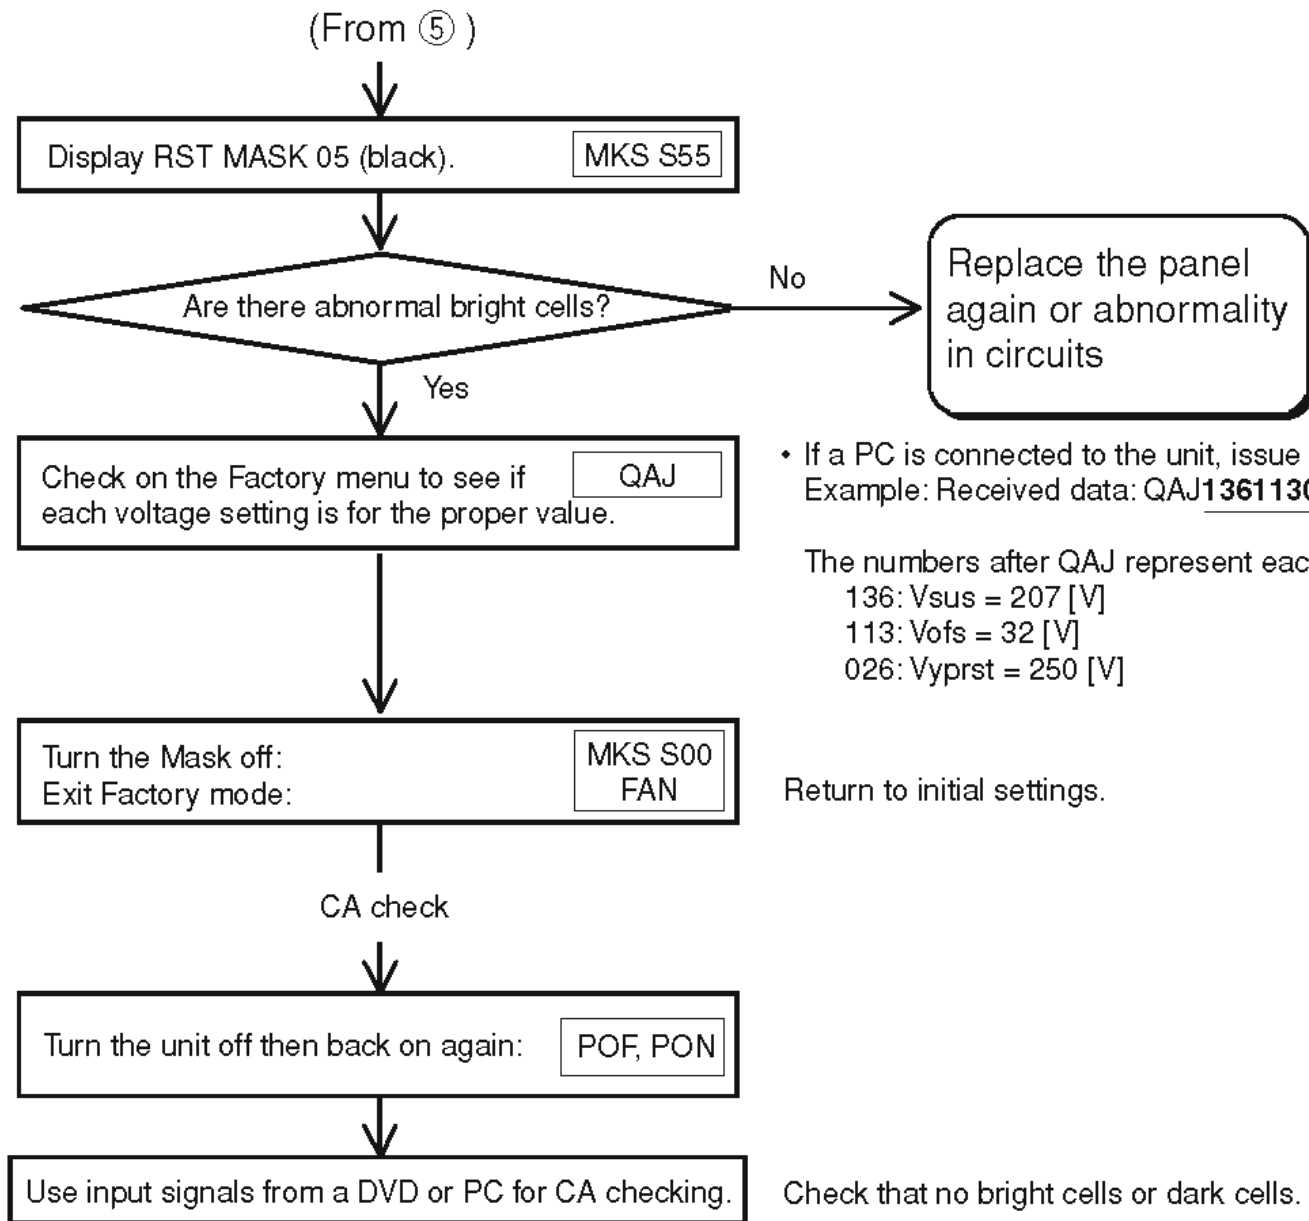 (From ⑤ )
Display RST MASK 05 (black).
MKS S55
Are there abnormal bright cells?
No
Replace the panel
again or abnormality
in circuits
Yes
Check on the Factory menu to see if
each voltage setting is for the proper value.
QAJ
• If a PC is connected to the unit, issue
Example: Received data: QAJ136113
The numbers after QAJ represent
136: Vsus = 207 [V]
113: Vofs = 32 [V]
026: Vyprst = 250 [V]
Turn the Mask off:
Exit Factory mode:
MKS S00
FAN
Return to initial settings.
CA check
Turn the unit off then back on again:
POF, PON
Use input signals from a DVD or PC for CA checking.
Check that no bright cells or dark cells.